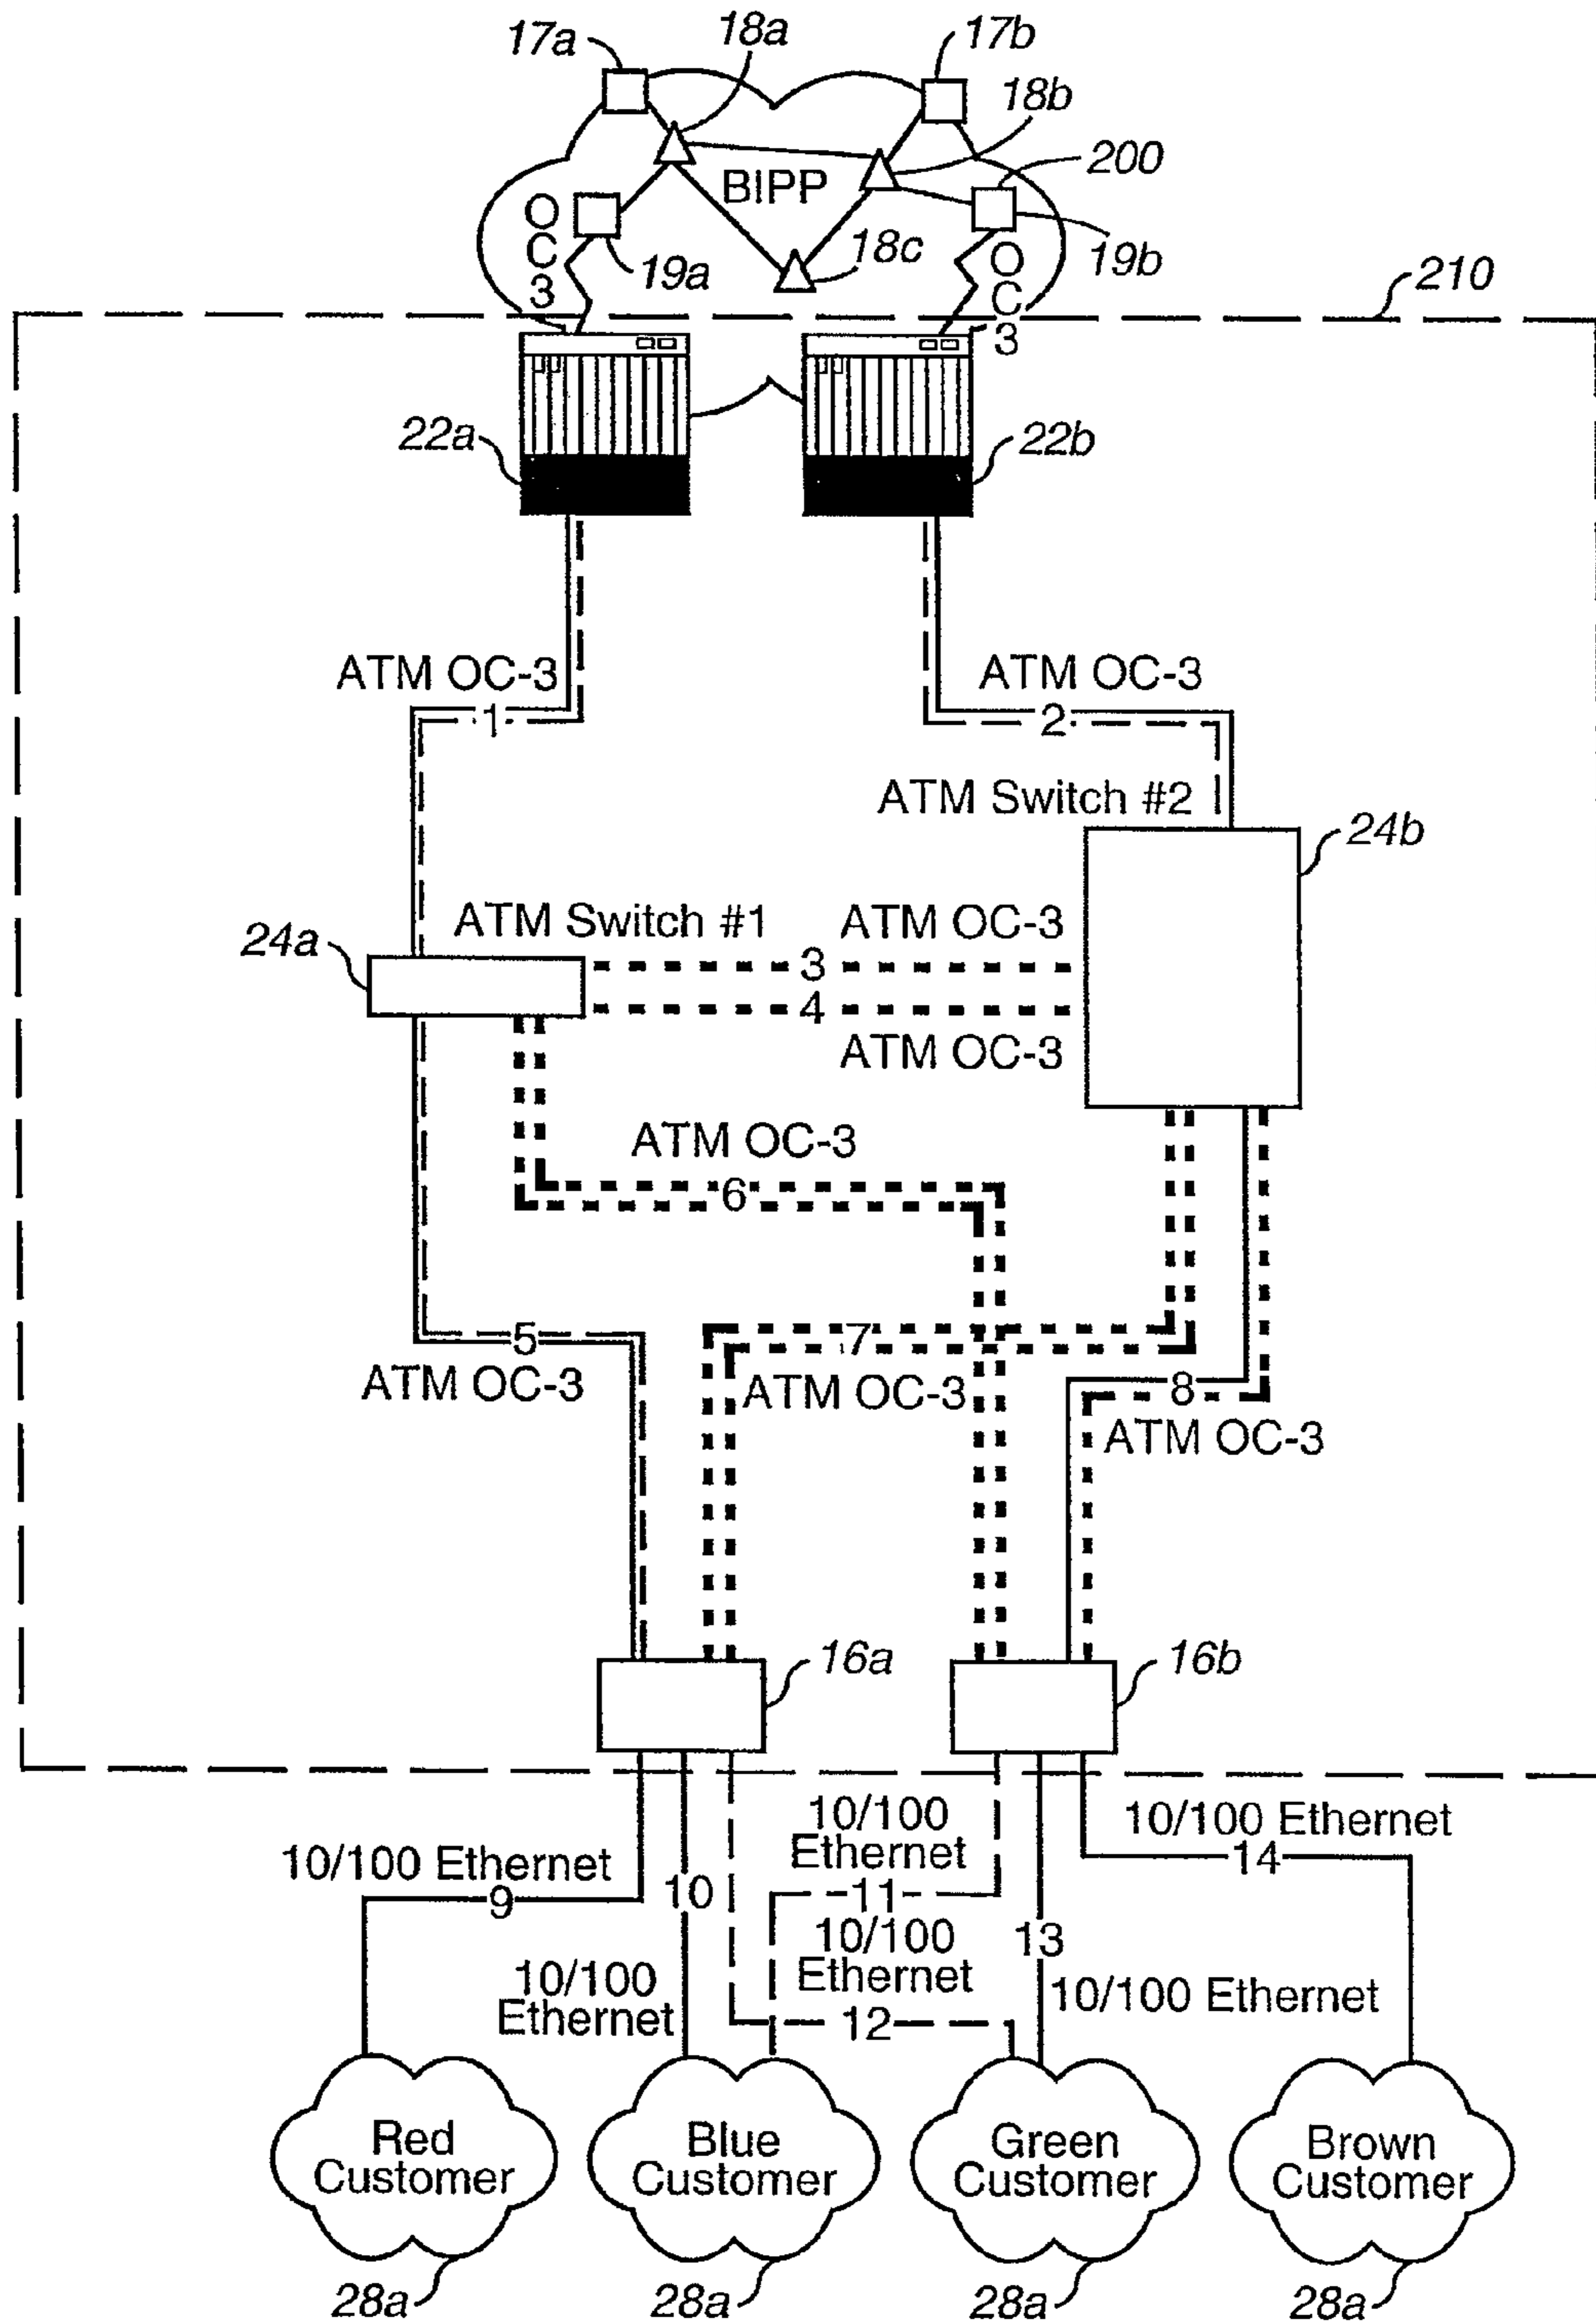 17a
18a
17b
18b
200
BIPP
OC3
OC3
19a
18c
19b
210
22a
22b
ATM OC-3
1
ATM OC-3
2
ATM Switch #2
24b
24a
ATM Switch #1
ATM OC-3
3
4
ATM OC-3
ATM OC-3
6
5
ATM OC-3
7
ATM OC-3
8
ATM OC-3
16a
16b
10/100 Ethernet
9
10
10/100
Ethernet
11
10/100 Ethernet
14
10/100
Ethernet
10/100
Ethernet
12
13
10/100 Ethernet
Red
Customer
Blue
Customer
Green
Customer
Brown
Customer
28a
28a
28a
28a